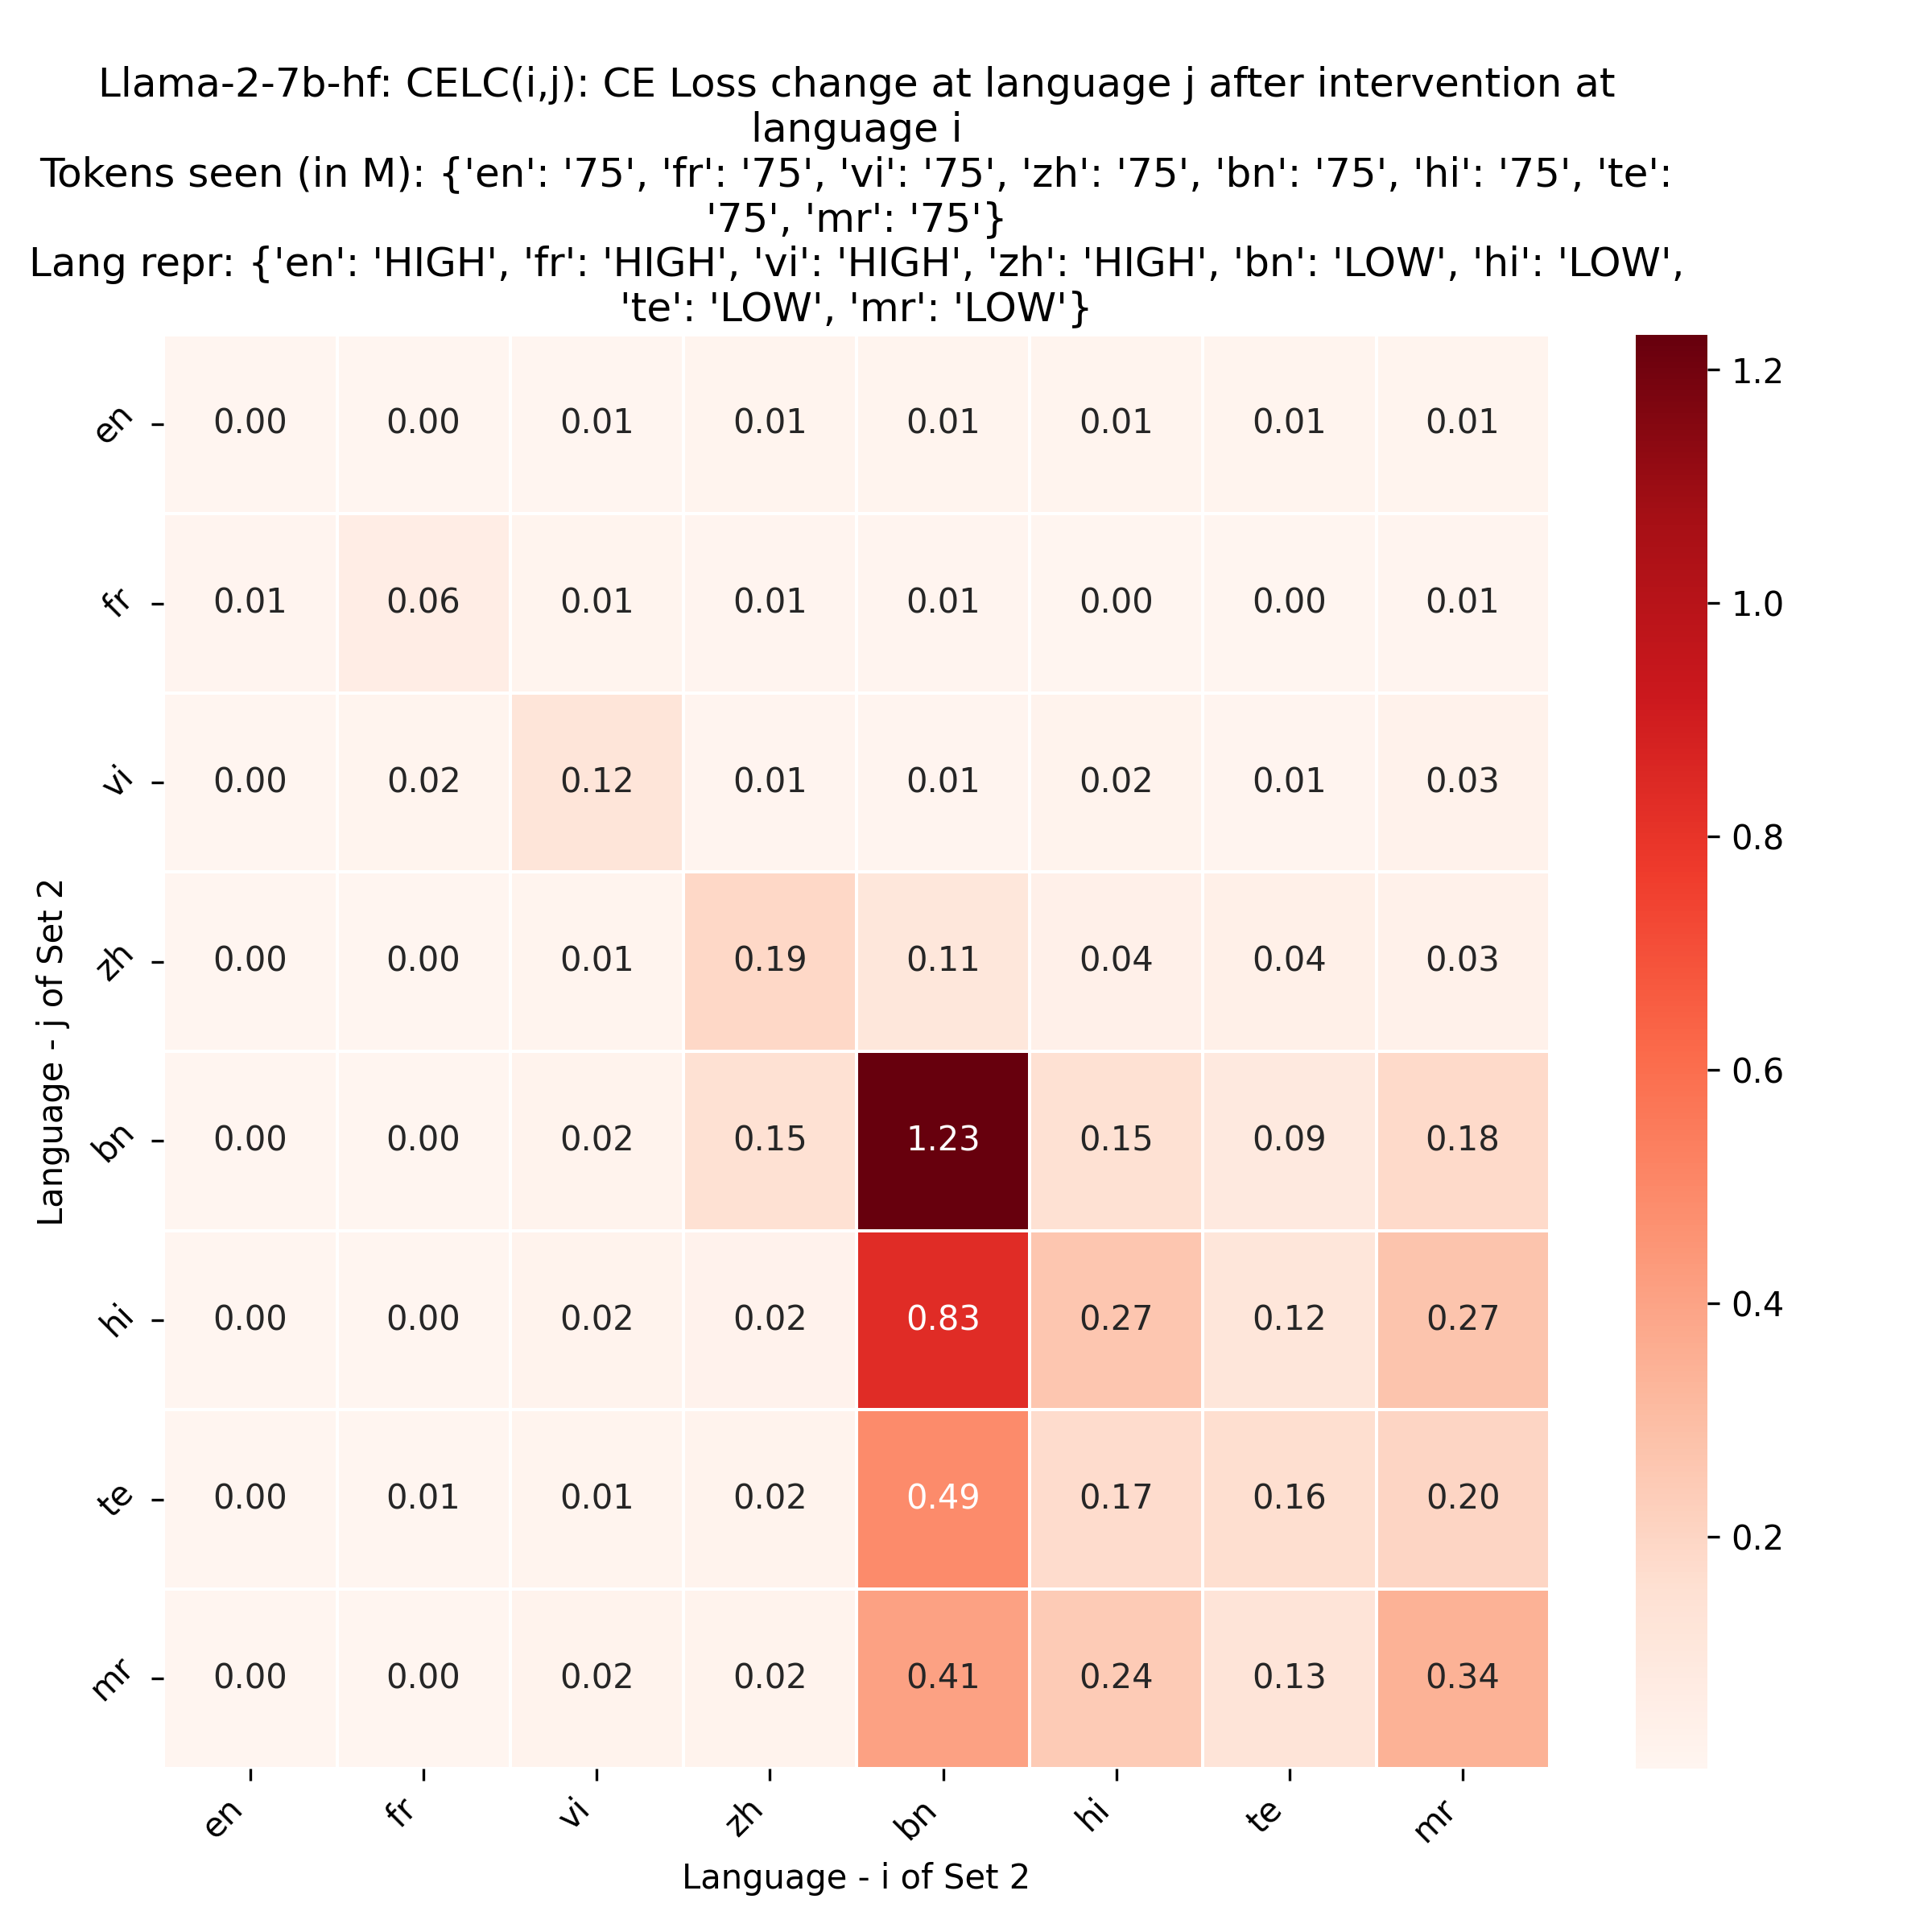 Llama-2-7b-hf: CELC(i,j): CE Loss change at language j after intervention at
language i
Tokens seen (in M): {'en': '75', 'fr': '75', 'vi': '75', 'zh': '75', 'bn': '75', 'hi': '75', 'te':
'75', 'mr': '75'}
Lang repr: {'en': 'HIGH', 'fr': 'HIGH', 'vi': 'HIGH', 'zh': 'HIGH', 'bn': 'LOW', 'hi': 'LOW',
'te': 'LOW', 'mr': 'LOW'}
Language - j of Set 2
en 0.00 0.00 0.01 0.01 0.01 0.01 0.01 0.01
fr 0.01 0.06 0.01 0.01 0.01 0.00 0.00 0.01
vi 0.00 0.02 0.12 0.01 0.01 0.02 0.01 0.03
zh 0.00 0.00 0.01 0.19 0.11 0.04 0.04 0.03
bn 0.00 0.00 0.02 0.15 1.23 0.15 0.09 0.18
hi 0.00 0.00 0.02 0.02 0.83 0.27 0.12 0.27
te 0.00 0.01 0.01 0.02 0.49 0.17 0.16 0.20
mr 0.00 0.00 0.02 0.02 0.41 0.24 0.13 0.34
en fr vi zh bn hi te mr
Language - i of Set 2
1.2
1.0
0.8
0.6
0.4
0.2